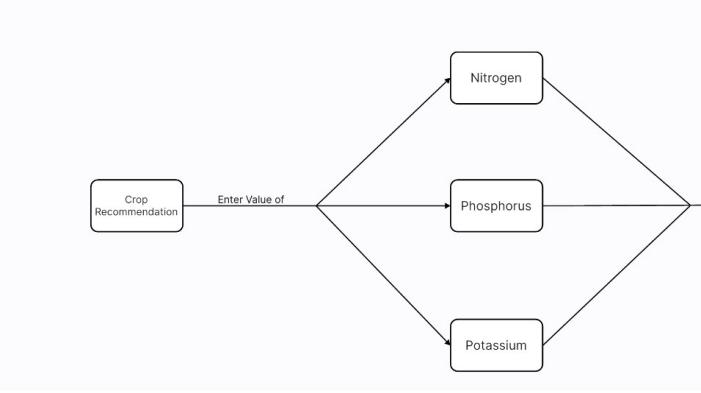 Nitrogen
Crop
Recommendation
Enter Value of
Phosphorus
Potassium